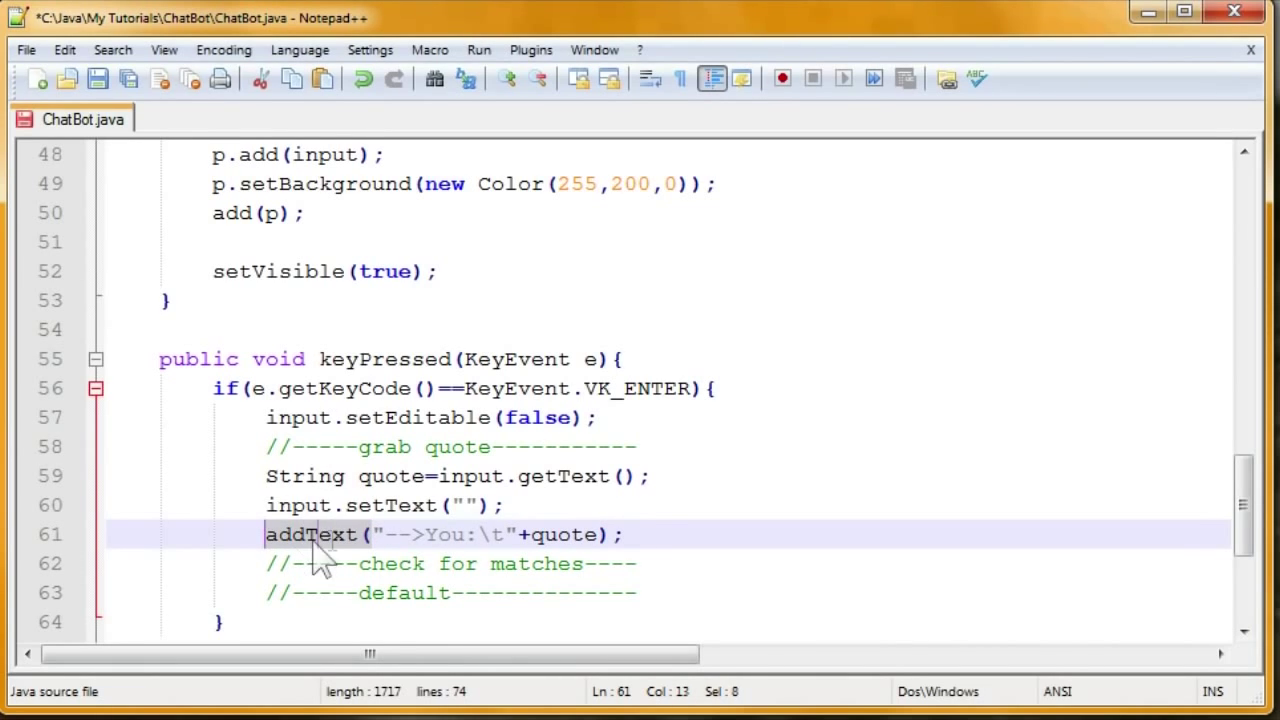 *C:\Java\My Tutorials\ChatBot\ChatBot.java - Notepad++
File Edit Search View Encoding Language Settings Macro Run Plugins Window ? X
ABC
ChatBot.java
48 p.add(input);
49 p.setBackground(new Color(255,200,0));
50 add(p);
51
52 setVisible(true);
53 }
54
55 public void keyPressed(KeyEvent e){
56 if(e.getKeyCode()==KeyEvent.VK_ENTER){
57 input.setEditable(false);
58 //-----grab quote-----------
59 String quote=input.getText();
60 input.setText("");
61 addText("-->You:\t"+quote);
62 //-----check for matches----
63 //-----default--------------
64 }
Java source file length : 1717 lines : 74 Ln : 61 Col : 13 Sel : 8 Dos\Windows ANSI INS